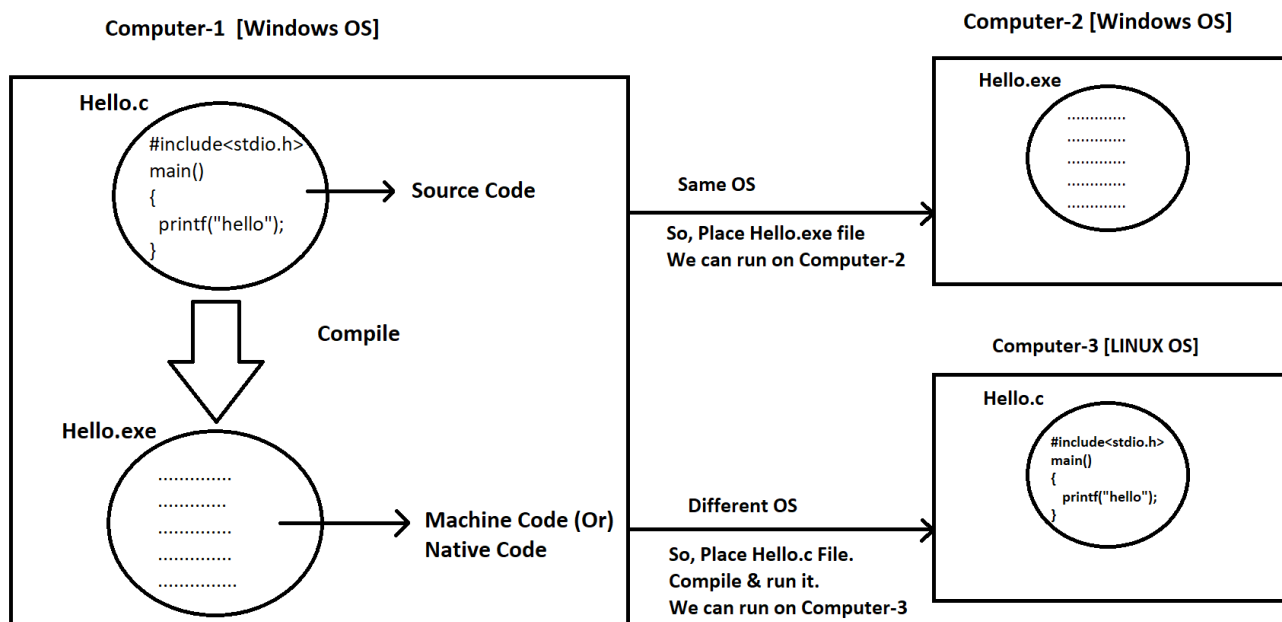 Computer-1  [Windows OS]
Hello.c
#include<stdio.h>
main()
{
  printf("hello");
}
Source Code
Compile
Hello.exe
..............
.............
..............
..............
...............
Machine Code (Or)
Native Code
Same OS
So, Place Hello.exe file
We can run on Computer-2
Computer-2 [Windows OS]
Hello.exe
.............
.............
.............
.............
.............
Different OS
So, Place Hello.c File.
Compile & run it.
We can run on Computer-3
Computer-3 [LINUX OS]
Hello.c
#include<stdio.h>
main()
{
   printf("hello");
}